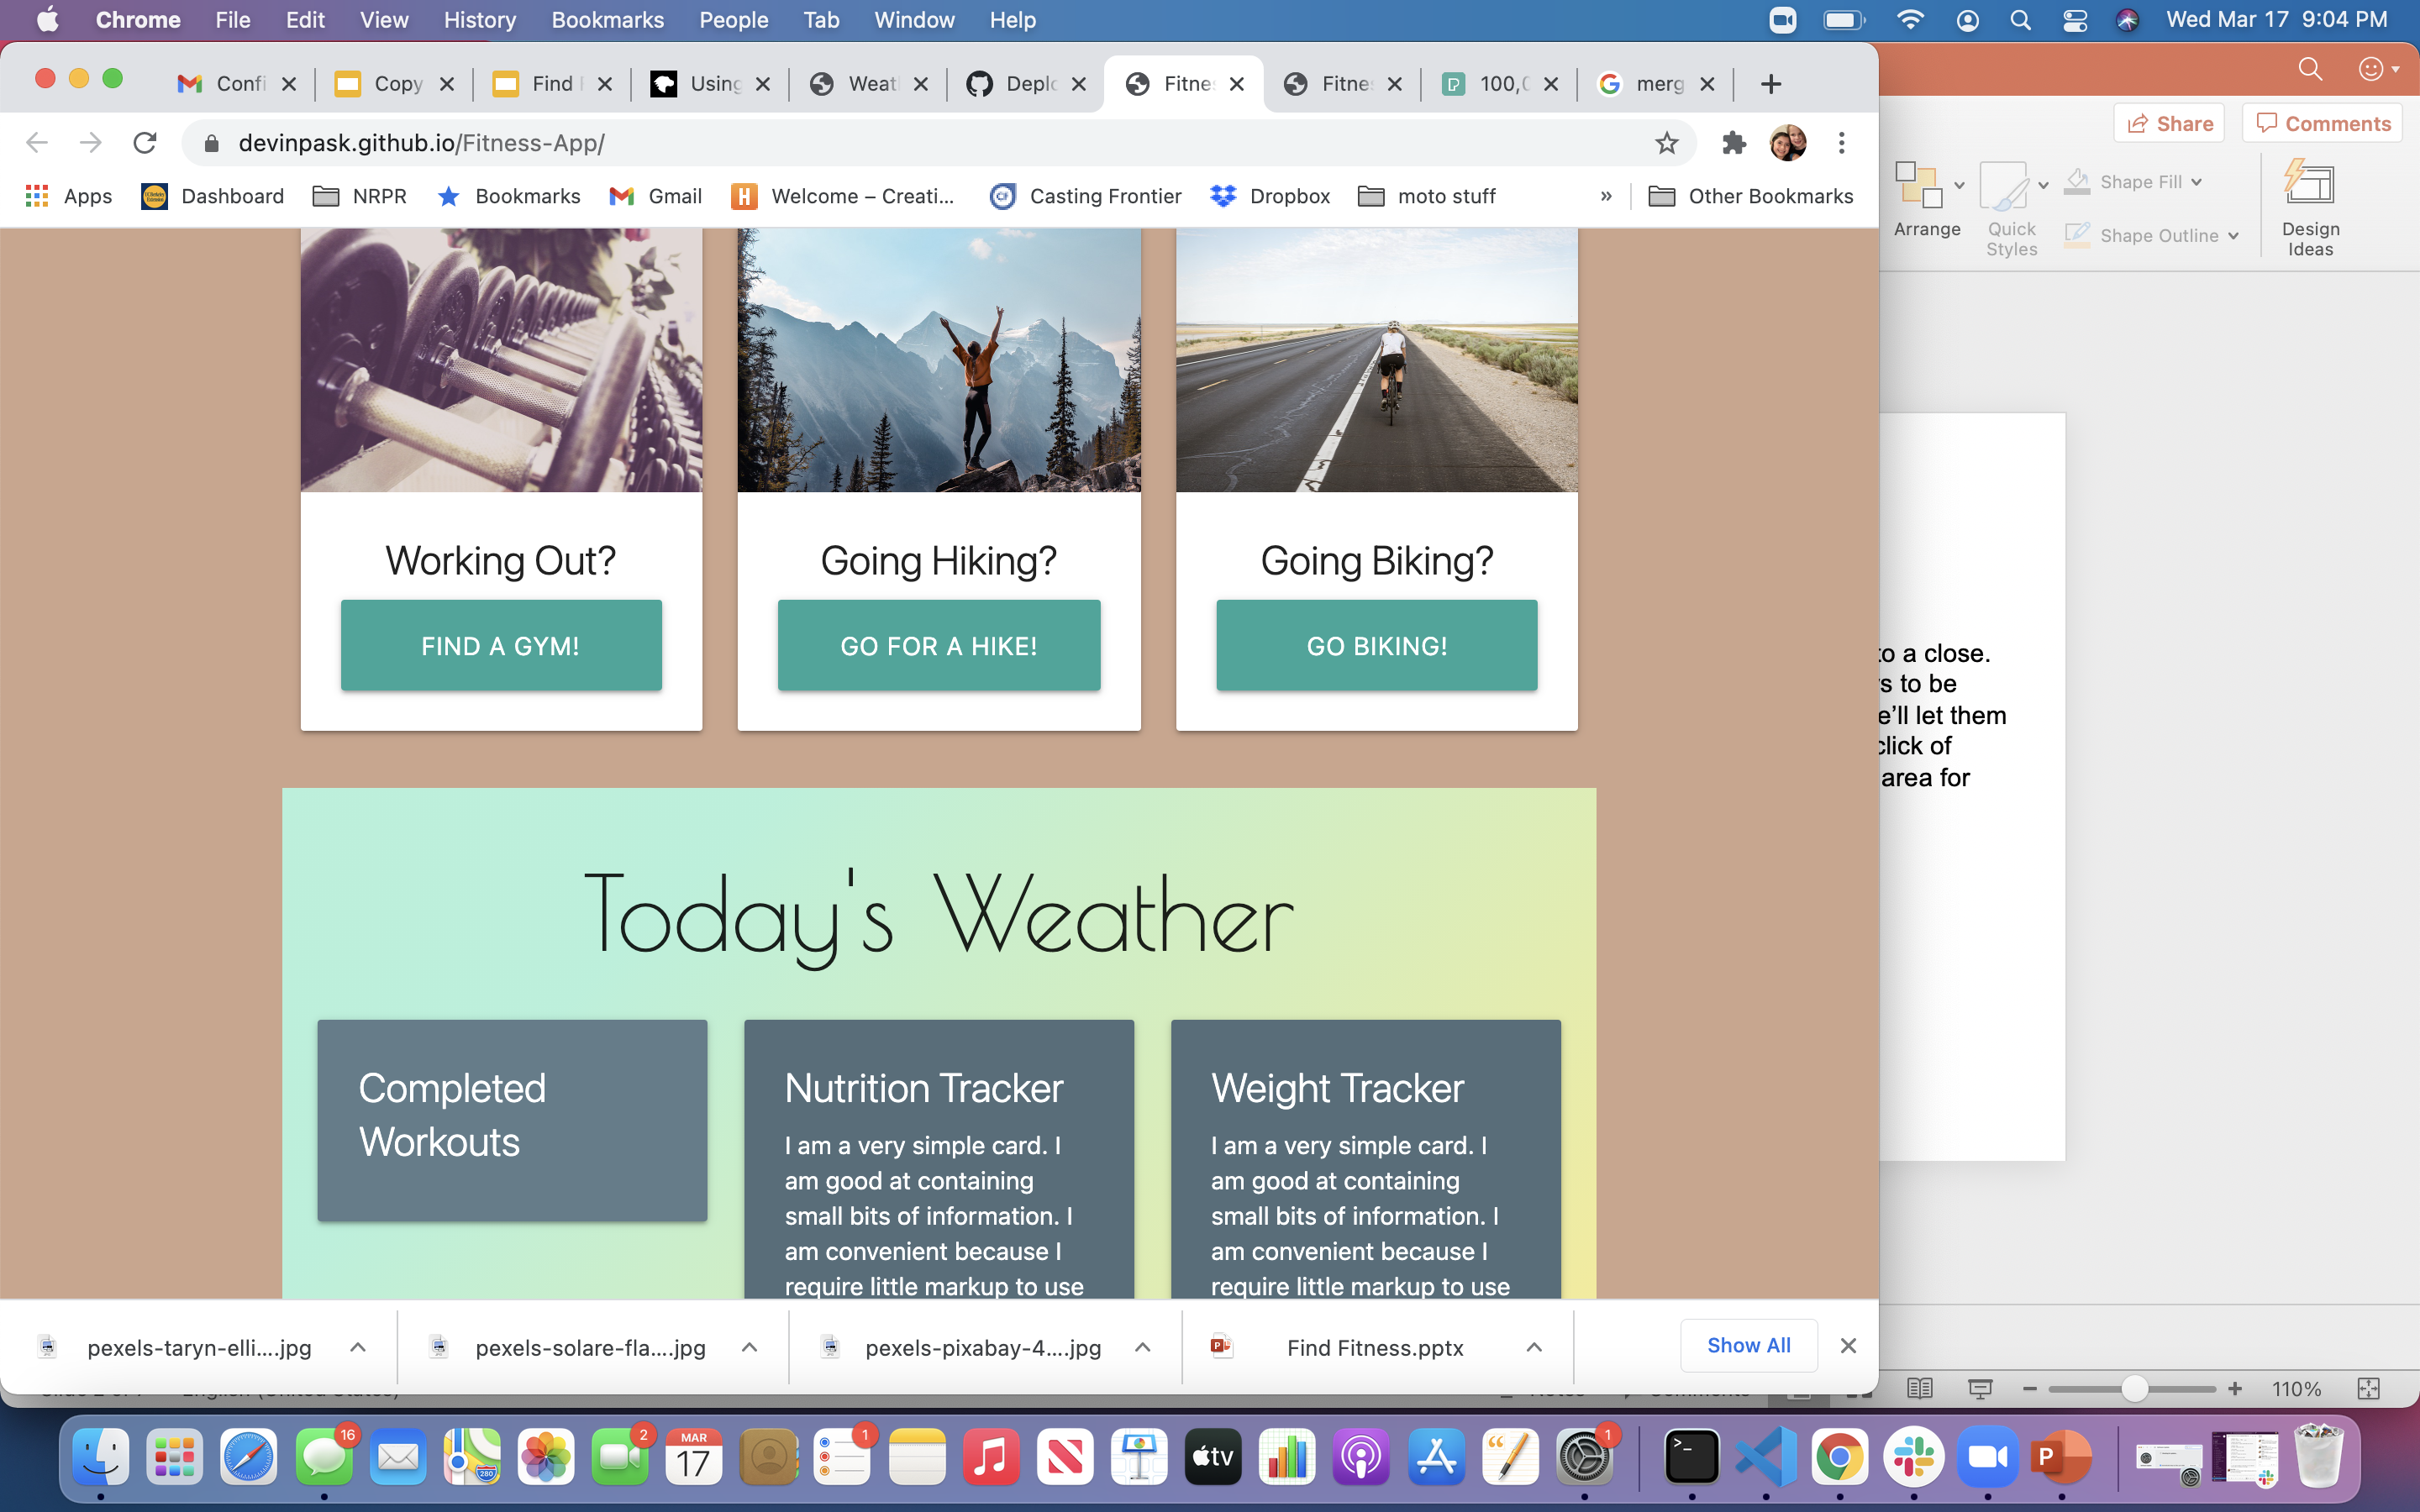 Chrome File Edit View History Bookmarks People Tab Window Help Wed Mar 17 9:04 PM
Confi Copy Find Using Weat Deplo Fitne Fitne 100,0 merg
devinpask.github.io/Fitness-App/
Apps Dashboard NRPR Bookmarks Gmail Welcome – Creati... Casting Frontier Dropbox moto stuff » Other Bookmarks
Share Comments
Arrange Quick Styles Shape Fill Shape Outline Design Ideas
Working Out?
FIND A GYM!
Going Hiking?
GO FOR A HIKE!
Going Biking?
GO BIKING!
to a close.
s to be
e’ll let them
click of
area for
Today's Weather
Completed
Workouts
Nutrition Tracker
I am a very simple card. I
am good at containing
small bits of information. I
am convenient because I
require little markup to use
Weight Tracker
I am a very simple card. I
am good at containing
small bits of information. I
am convenient because I
require little markup to use
pexels-taryn-elli....jpg pexels-solare-fla....jpg pexels-pixabay-4....jpg Find Fitness.pptx Show All
110%
16 2 MAR 17 1 tv 1 P
280